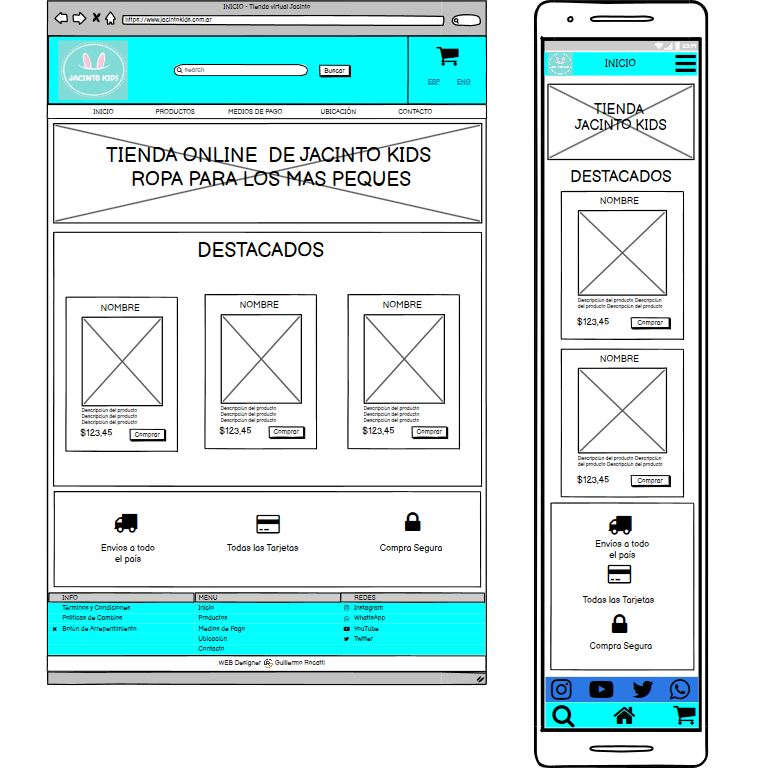 INICIO - Tienda virtual Jacinto
https://www.jacintokids.com.ar
JACINTO KIDS
search
Buscar
ESP ENG
INICIO PRODUCTOS MEDIOS DE PAGO UBICACIÓN CONTACTO
TIENDA ONLINE DE JACINTO KIDS
ROPA PARA LOS MAS PEQUES
DESTACADOS
NOMBRE
Descripción del producto
Descripción del producto
Descripción del producto
$123,45 Comprar
NOMBRE
Descripción del producto
Descripción del producto
Descripción del producto
$123,45 Comprar
NOMBRE
Descripción del producto
Descripción del producto
Descripción del producto
$123,45 Comprar
Envíos a todo
el país
Todas las Tarjetas
Compra Segura
INFO
Términos y Condiciones
Políticas de Cambios
Botón de Arrepentimiento
MENU
Inicio
Productos
Medios de Pago
Ubicación
Contacto
REDES
Instagram
WhatsApp
YouTube
Twitter
WEB Designer Guillermo Rosatti
INICIO
TIENDA
JACINTO KIDS
DESTACADOS
NOMBRE
Descripción del producto Descripción
del producto Descripción del producto
$123,45 Comprar
NOMBRE
Descripción del producto Descripción
del producto Descripción del producto
$123,45 Comprar
Envíos a todo
el país
Todas las Tarjetas
Compra Segura